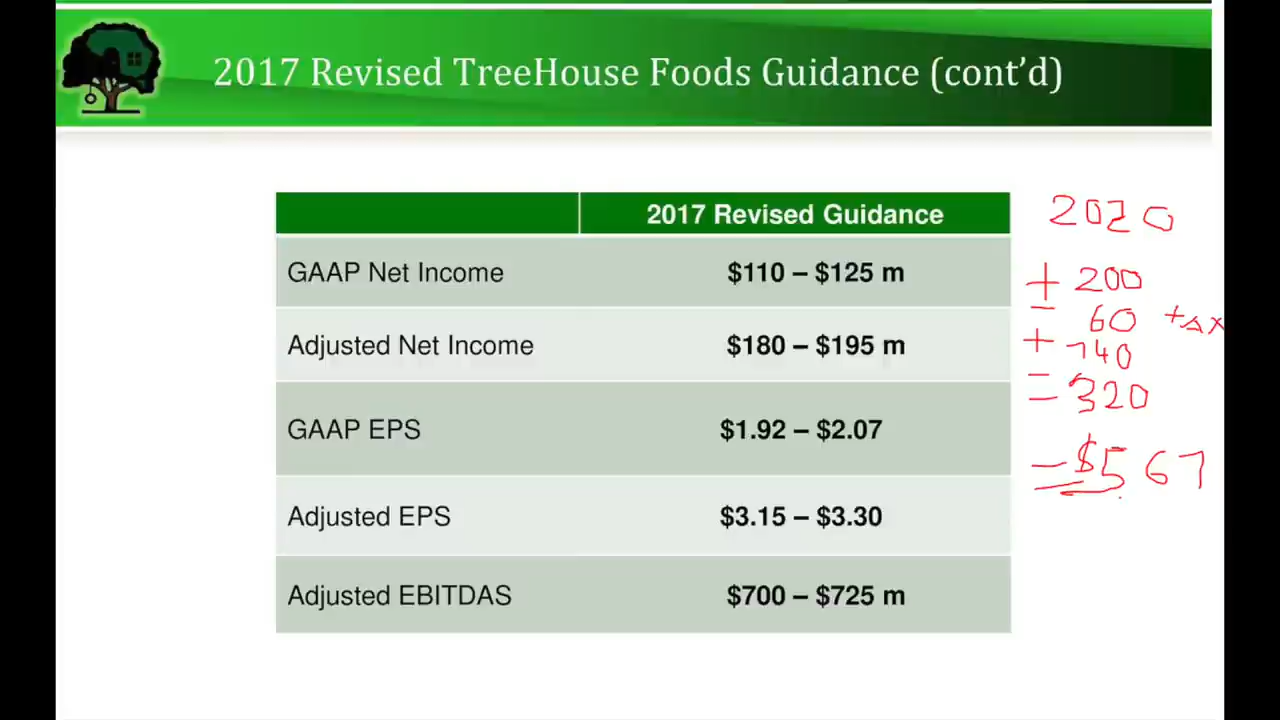 2017 Revised TreeHouse Foods Guidance (cont’d)
2017 Revised Guidance
GAAP Net Income $110 – $125 m
Adjusted Net Income $180 – $195 m
GAAP EPS $1.92 – $2.07
Adjusted EPS $3.15 – $3.30
Adjusted EBITDAS $700 – $725 m
2020
+ 200
– 60 tax
+ 140
= 320
= $5 67